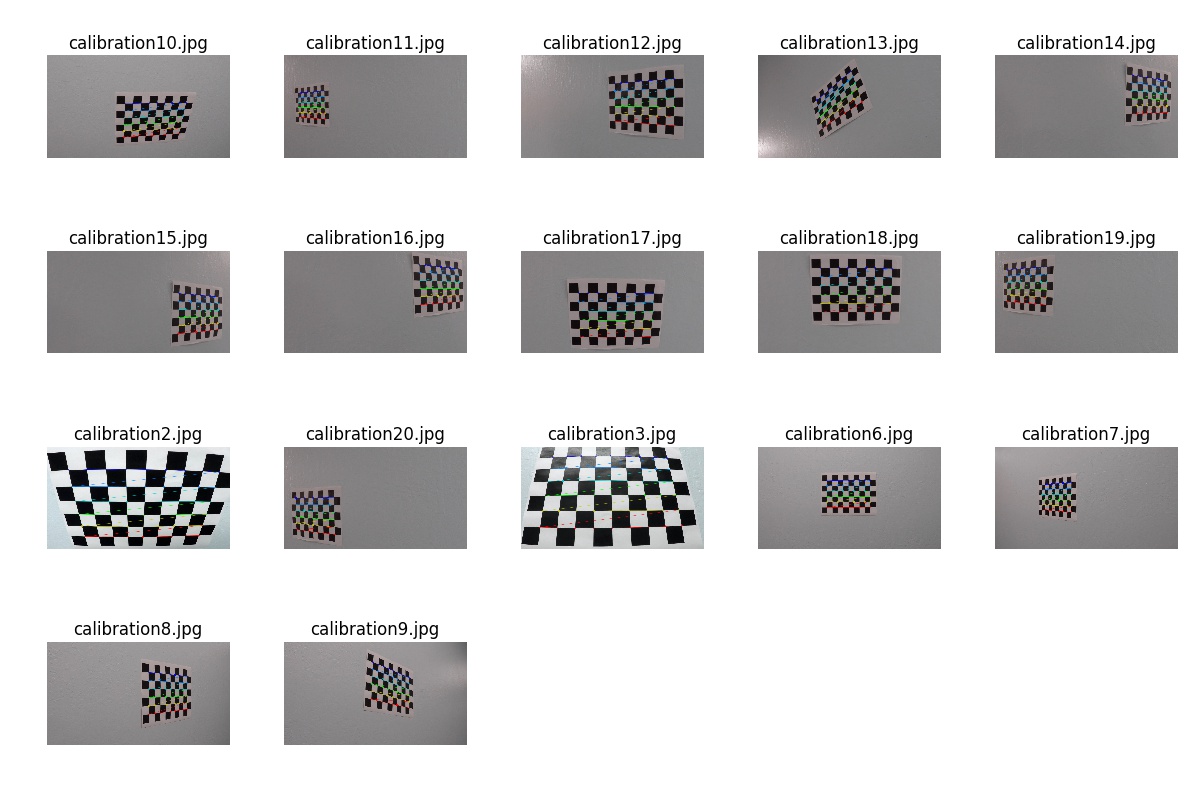 calibration10.jpg calibration11.jpg calibration12.jpg calibration13.jpg calibration14.jpg
calibration15.jpg calibration16.jpg calibration17.jpg calibration18.jpg calibration19.jpg
calibration2.jpg calibration20.jpg calibration3.jpg calibration6.jpg calibration7.jpg
calibration8.jpg calibration9.jpg